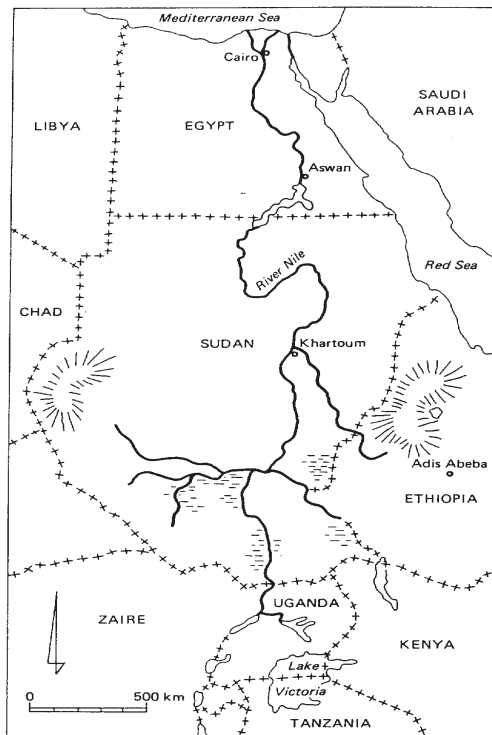 Mediterranean Sea
Cairo
SAUDI
ARABIA
LIBYA
EGYPT
Aswan
River Nile
Red Sea
CHAD
SUDAN
Khartoum
Adis Abeba
ETHIOPIA
ZAIRE
UGANDA
KENYA
Lake
Victoria
0 500 km
TANZANIA